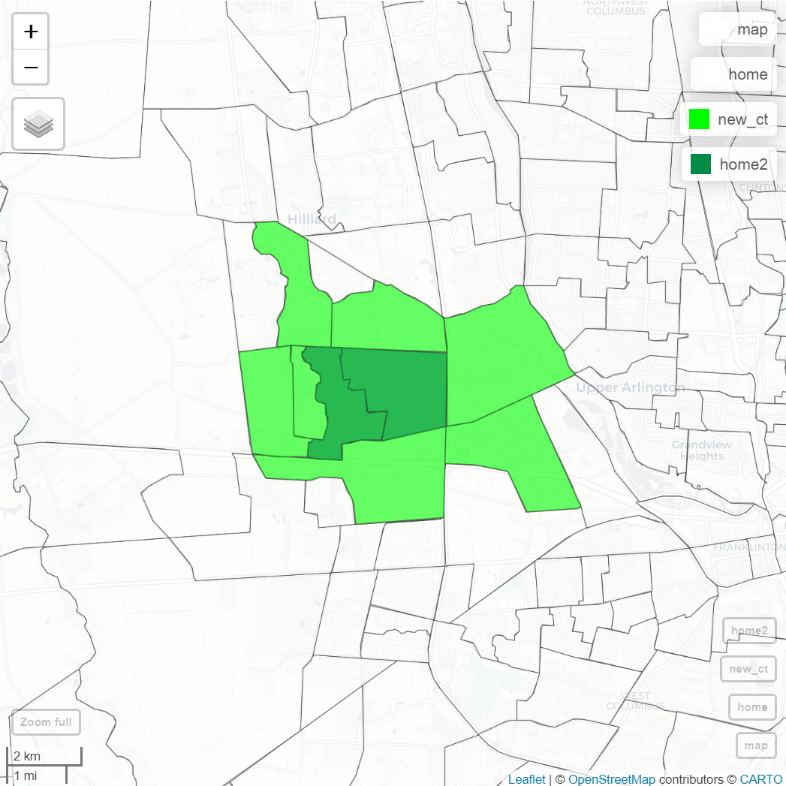 NORTHWEST
COLUMBUS
+
−
map
home
new_ct
home2
CLINTON
Hilliard
Upper Arlington
Grandview
Heights
FRANKLINTON
WEST
COLUMBUS
home2
new_ct
home
map
Zoom full
2 km
1 mi
Leaflet | © OpenStreetMap contributors © CARTO